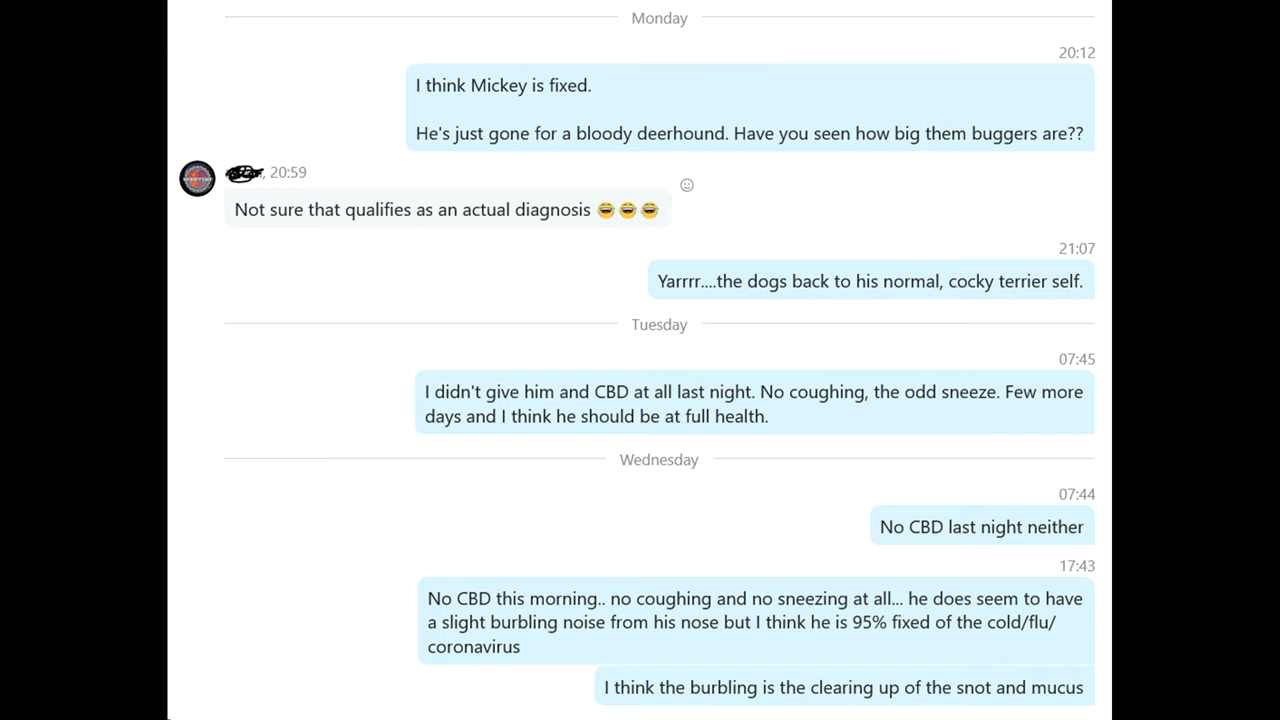 Monday
20:12
I think Mickey is fixed.
He's just gone for a bloody deerhound. Have you seen how big them buggers are??
, 20:59
Not sure that qualifies as an actual diagnosis 😂😂😂
21:07
Yarrrr....the dogs back to his normal, cocky terrier self.
Tuesday
07:45
I didn't give him and CBD at all last night. No coughing, the odd sneeze. Few more
days and I think he should be at full health.
Wednesday
07:44
No CBD last night neither
17:43
No CBD this morning.. no coughing and no sneezing at all... he does seem to have
a slight burbling noise from his nose but I think he is 95% fixed of the cold/flu/
coronavirus
I think the burbling is the clearing up of the snot and mucus